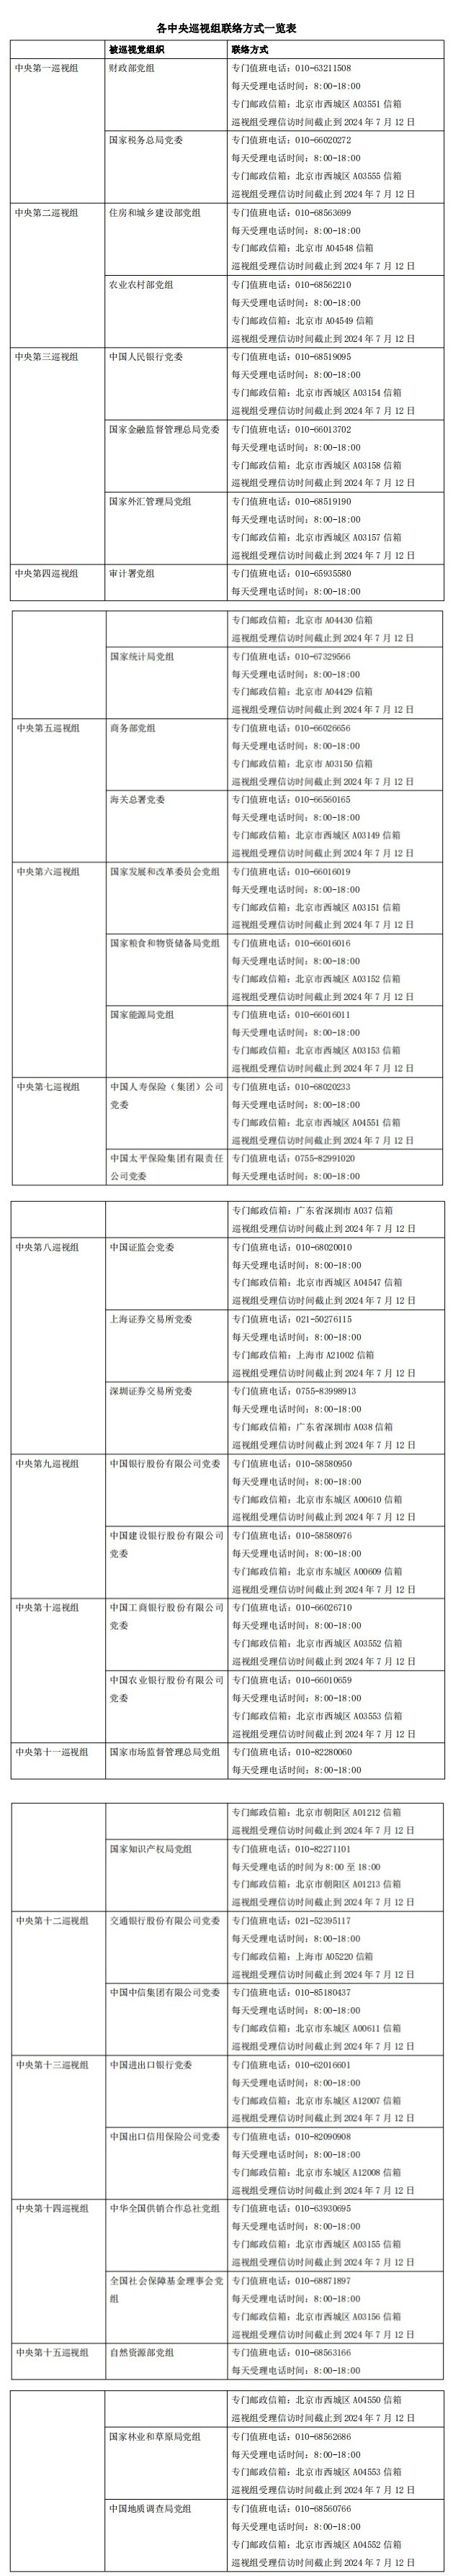 各中央巡视组联络方式一览表
被巡视党组织 联络方式
中央第一巡视组 财政部党组 专门值班电话：010-63211508
每天受理电话时间：8:00-18:00
专门邮政信箱：北京市西城区 A03551 信箱
巡视组受理信访时间截止到 2024 年 7 月 12 日
国家税务总局党委 专门值班电话：010-66020272
每天受理电话时间：8:00-18:00
专门邮政信箱：北京市西城区 A03555 信箱
巡视组受理信访时间截止到 2024 年 7 月 12 日
中央第二巡视组 住房和城乡建设部党组 专门值班电话：010-68563699
每天受理电话时间：8:00-18:00
专门邮政信箱：北京市 A04548 信箱
巡视组受理信访时间截止到 2024 年 7 月 12 日
农业农村部党组 专门值班电话：010-68562210
每天受理电话时间：8:00-18:00
专门邮政信箱：北京市 A04549 信箱
巡视组受理信访时间截止到 2024 年 7 月 12 日
中央第三巡视组 中国人民银行党委 专门值班电话：010-68519095
每天受理电话时间：8:00-18:00
专门邮政信箱：北京市西城区 A03154 信箱
巡视组受理信访时间截止到 2024 年 7 月 12 日
国家金融监督管理总局党委 专门值班电话：010-66013702
每天受理电话时间：8:00-18:00
专门邮政信箱：北京市西城区 A03158 信箱
巡视组受理信访时间截止到 2024 年 7 月 12 日
国家外汇管理局党组 专门值班电话：010-68519190
每天受理电话时间：8:00-18:00
专门邮政信箱：北京市西城区 A03157 信箱
巡视组受理信访时间截止到 2024 年 7 月 12 日
中央第四巡视组 审计署党组 专门值班电话：010-65935580
每天受理电话时间：8:00-18:00
专门邮政信箱：北京市 A04430 信箱
巡视组受理信访时间截止到 2024 年 7 月 12 日
国家统计局党组 专门值班电话：010-67329566
每天受理电话时间：8:00-18:00
专门邮政信箱：北京市 A04429 信箱
巡视组受理信访时间截止到 2024 年 7 月 12 日
中央第五巡视组 商务部党组 专门值班电话：010-66026656
每天受理电话时间：8:00-18:00
专门邮政信箱：北京市 A03150 信箱
巡视组受理信访时间截止到 2024 年 7 月 12 日
海关总署党委 专门值班电话：010-66560165
每天受理电话时间：8:00-18:00
专门邮政信箱：北京市西城区 A03149 信箱
巡视组受理信访时间截止到 2024 年 7 月 12 日
中央第六巡视组 国家发展和改革委员会党组 专门值班电话：010-66016019
每天受理电话时间：8:00-18:00
专门邮政信箱：北京市西城区 A03151 信箱
巡视组受理信访时间截止到 2024 年 7 月 12 日
国家粮食和物资储备局党组 专门值班电话：010-66016016
每天受理电话时间：8:00-18:00
专门邮政信箱：北京市西城区 A03152 信箱
巡视组受理信访时间截止到 2024 年 7 月 12 日
国家能源局党组 专门值班电话：010-66016011
每天受理电话时间：8:00-18:00
专门邮政信箱：北京市西城区 A03153 信箱
巡视组受理信访时间截止到 2024 年 7 月 12 日
中央第七巡视组 中国人寿保险（集团）公司 专门值班电话：010-68020233
党委 每天受理电话时间：8:00-18:00
专门邮政信箱：北京市西城区 A04551 信箱
巡视组受理信访时间截止到 2024 年 7 月 12 日
中国太平保险集团有限责任 专门值班电话：0755-82991020
公司党委 每天受理电话时间：8:00-18:00
专门邮政信箱：广东省深圳市 A037 信箱
巡视组受理信访时间截止到 2024 年 7 月 12 日
中央第八巡视组 中国证监会党委 专门值班电话：010-68020010
每天受理电话时间：8:00-18:00
专门邮政信箱：北京市西城区 A04547 信箱
巡视组受理信访时间截止到 2024 年 7 月 12 日
上海证券交易所党委 专门值班电话：021-50276115
每天受理电话时间：8:00-18:00
专门邮政信箱：上海市 A21002 信箱
巡视组受理信访时间截止到 2024 年 7 月 12 日
深圳证券交易所党委 专门值班电话：0755-83998913
每天受理电话时间：8:00-18:00
专门邮政信箱：广东省深圳市 A038 信箱
巡视组受理信访时间截止到 2024 年 7 月 12 日
中央第九巡视组 中国银行股份有限公司党委 专门值班电话：010-58580950
每天受理电话时间：8:00-18:00
专门邮政信箱：北京市东城区 A00610 信箱
巡视组受理信访时间截止到 2024 年 7 月 12 日
中国建设银行股份有限公司 专门值班电话：010-58580976
党委 每天受理电话时间：8:00-18:00
专门邮政信箱：北京市东城区 A00609 信箱
巡视组受理信访时间截止到 2024 年 7 月 12 日
中央第十巡视组 中国工商银行股份有限公司 专门值班电话：010-66026710
党委 每天受理电话时间：8:00-18:00
专门邮政信箱：北京市西城区 A03552 信箱
巡视组受理信访时间截止到 2024 年 7 月 12 日
中国农业银行股份有限公司 专门值班电话：010-66010659
党委 每天受理电话时间：8:00-18:00
专门邮政信箱：北京市西城区 A03553 信箱
巡视组受理信访时间截止到 2024 年 7 月 12 日
中央第十一巡视组 国家市场监督管理总局党组 专门值班电话：010-82280060
每天受理电话时间：8:00-18:00
专门邮政信箱：北京市朝阳区 A01212 信箱
巡视组受理信访时间截止到 2024 年 7 月 12 日
国家知识产权局党组 专门值班电话：010-82271101
每天受理电话的时间为 8:00 至 18:00
专门邮政信箱：北京市朝阳区 A01213 信箱
巡视组受理信访时间截止到 2024 年 7 月 12 日
中央第十二巡视组 交通银行股份有限公司党委 专门值班电话：021-52395117
每天受理电话时间：8:00-18:00
专门邮政信箱：上海市 A05220 信箱
巡视组受理信访时间截止到 2024 年 7 月 12 日
中国中信集团有限公司党委 专门值班电话：010-85180437
每天受理电话时间：8:00-18:00
专门邮政信箱：北京市东城区 A00611 信箱
巡视组受理信访时间截止到 2024 年 7 月 12 日
中央第十三巡视组 中国进出口银行党委 专门值班电话：010-62016601
每天受理电话时间：8:00-18:00
专门邮政信箱：北京市东城区 A12007 信箱
巡视组受理信访时间截止到 2024 年 7 月 12 日
中国出口信用保险公司党委 专门值班电话：010-82090908
每天受理电话时间：8:00-18:00
专门邮政信箱：北京市东城区 A12008 信箱
巡视组受理信访时间截止到 2024 年 7 月 12 日
中央第十四巡视组 中华全国供销合作总社党组 专门值班电话：010-63930695
每天受理电话时间：8:00-18:00
专门邮政信箱：北京市西城区 A03155 信箱
巡视组受理信访时间截止到 2024 年 7 月 12 日
全国社会保障基金理事会党 专门值班电话：010-68871897
组 每天受理电话时间：8:00-18:00
专门邮政信箱：北京市西城区 A03156 信箱
巡视组受理信访时间截止到 2024 年 7 月 12 日
中央第十五巡视组 自然资源部党组 专门值班电话：010-68563166
每天受理电话时间：8:00-18:00
专门邮政信箱：北京市西城区 A04550 信箱
巡视组受理信访时间截止到 2024 年 7 月 12 日
国家林业和草原局党组 专门值班电话：010-68562686
每天受理电话时间：8:00-18:00
专门邮政信箱：北京市西城区 A04553 信箱
巡视组受理信访时间截止到 2024 年 7 月 12 日
中国地质调查局党组 专门值班电话：010-68560766
每天受理电话时间：8:00-18:00
专门邮政信箱：北京市西城区 A04552 信箱
巡视组受理信访时间截止到 2024 年 7 月 12 日